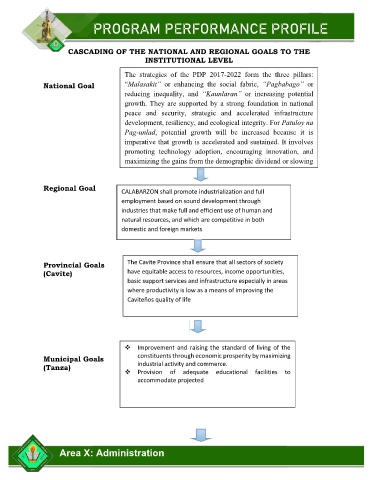 PROGRAM PERFORMANCE PROFILE
CASCADING OF THE NATIONAL AND REGIONAL GOALS TO THE
INSTITUTIONAL LEVEL
National Goal
The strategies of the PDP 2017-2022 form the three pillars:
"Malasakit" or enhancing the social fabric, "Pagbabago" or
reducing inequality, and "Kaunlaran" or increasing potential
growth. They are supported by a strong foundation in national
peace and security, strategic and accelerated infrastructure
development, resiliency, and ecological integrity. For Patuloy na
Pag-unlad, potential growth will be increased because it is
imperative that growth is accelerated and sustained. It involves
promoting technology adoption, encouraging innovation, and
maximizing the gains from the demographic dividend or slowing
Regional Goal
CALABARZON shall promote industrialization and full
employment based on sound development through
industries that make full and efficient use of human and
natural resources, and which are competitive in both
domestic and foreign markets
Provincial Goals
(Cavite)
The Cavite Province shall ensure that all sectors of society
have equitable access to resources, income opportunities,
basic support services and infrastructure especially in areas
where productivity is low as a means of improving the
Caviteños quality of life
Municipal Goals
(Tanza)
❖ Improvement and raising the standard of living of the
constituents through economic prosperity by maximizing
industrial activity and commerce.
❖ Provision of adequate educational facilities to
accommodate projected
Area X: Administration